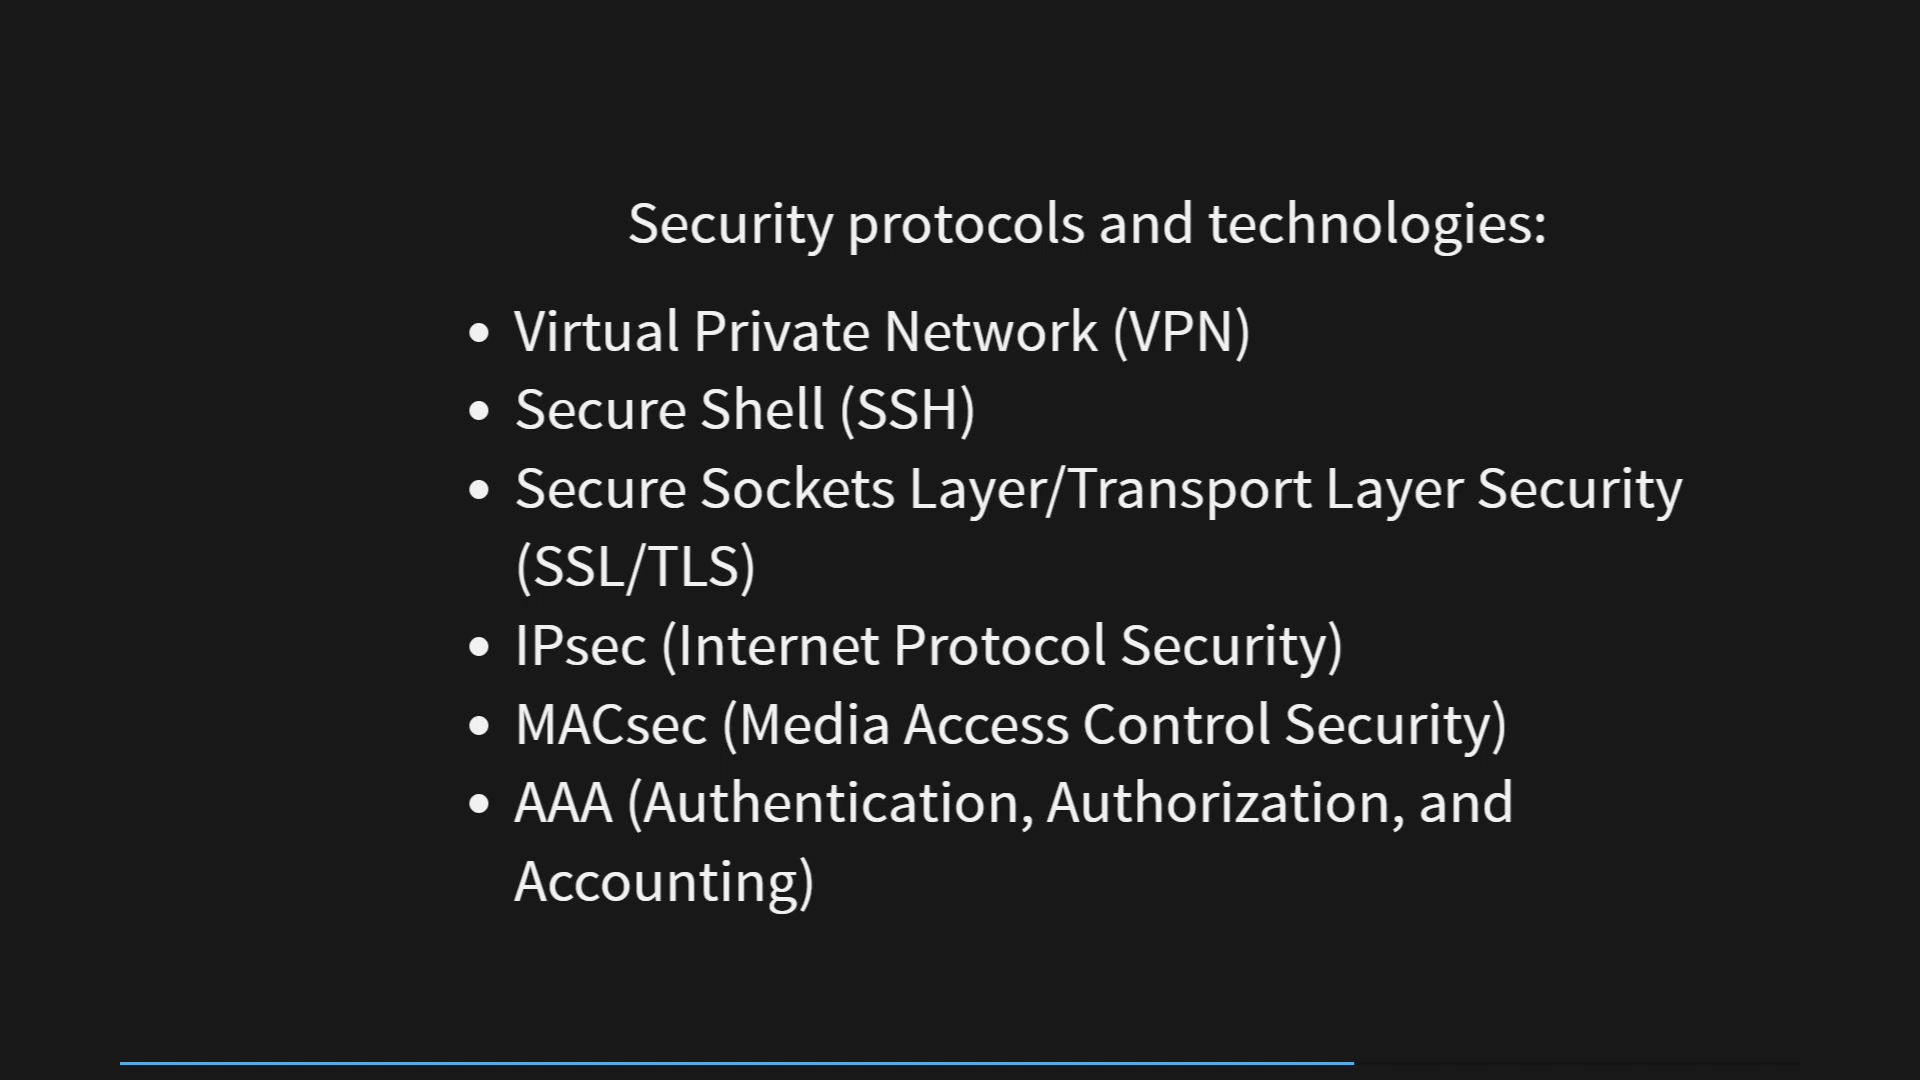 Security protocols and technologies:
• Virtual Private Network (VPN)
• Secure Shell (SSH)
• Secure Sockets Layer/Transport Layer Security
(SSL/TLS)
• IPsec (Internet Protocol Security)
• MACsec (Media Access Control Security)
• AAA (Authentication, Authorization, and
Accounting)